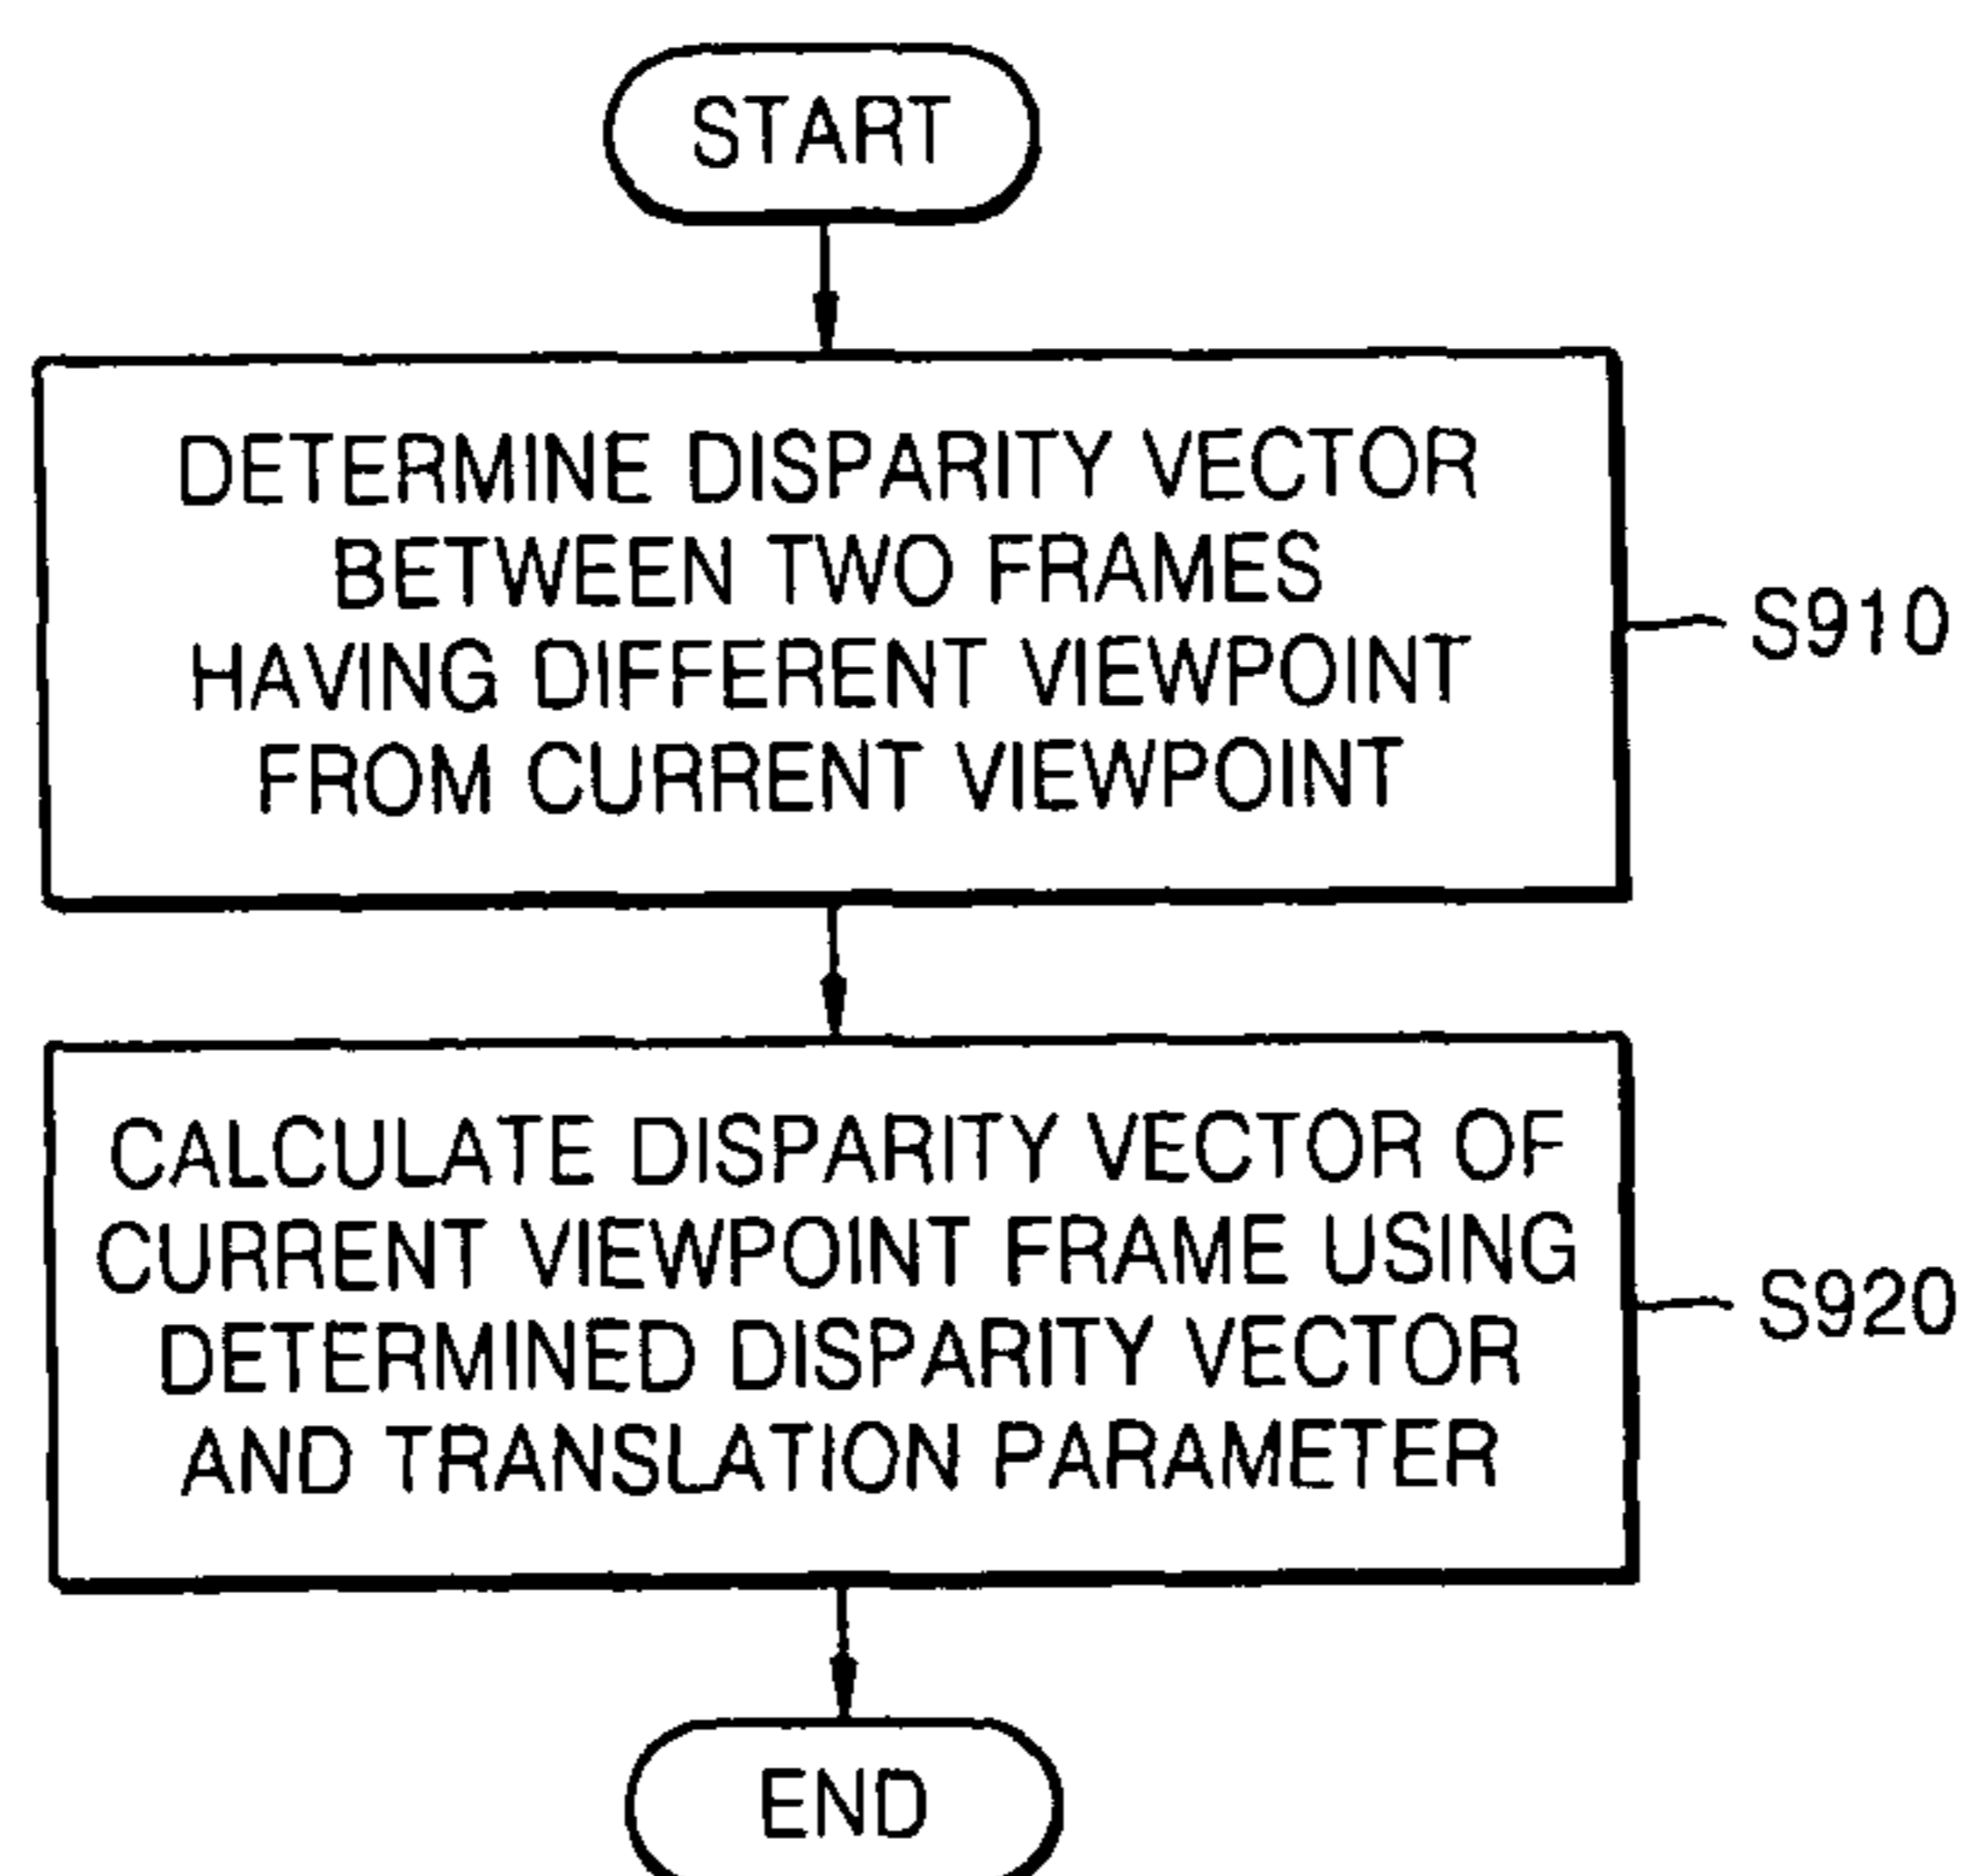 START
DETERMINE DISPARITY VECTOR
BETWEEN TWO FRAMES
HAVING DIFFERENT VIEWPOINT
FROM CURRENT VIEWPOINT
S910
CALCULATE DISPARITY VECTOR OF
CURRENT VIEWPOINT FRAME USING
DETERMINED DISPARITY VECTOR
AND TRANSLATION PARAMETER
S920
END